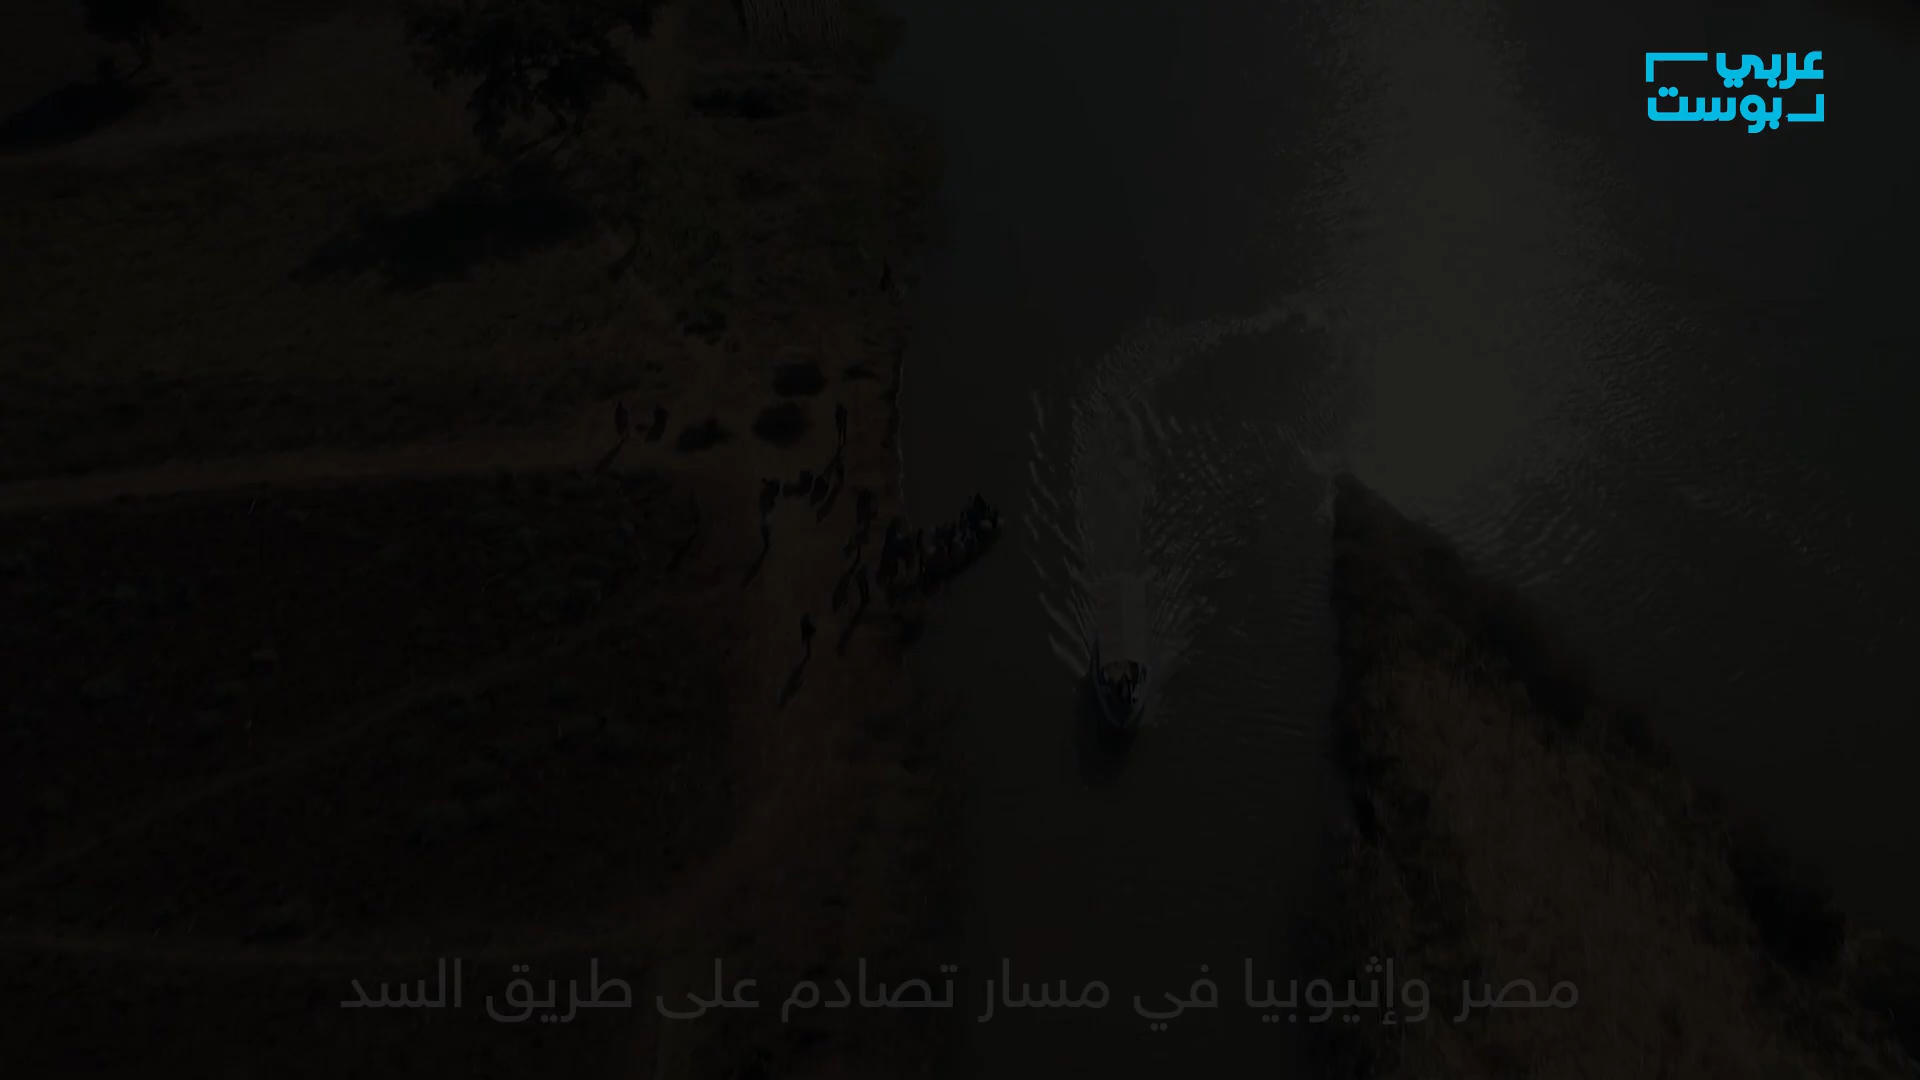 عربي
بوست
مصر وإثيوبيا في مسار تصادم على طريق السد